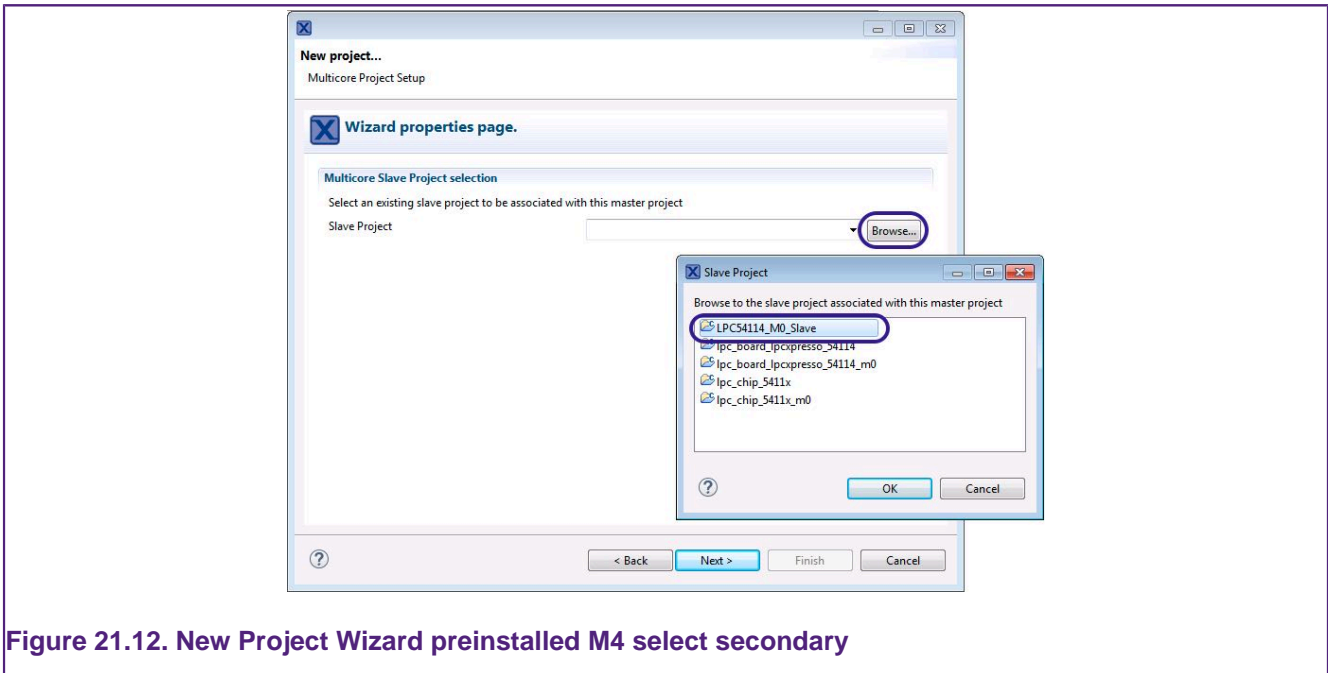 New project...
Multicore Project Setup
Wizard properties page.
Multicore Slave Project selection
Select an existing slave project to be associated with this master project
Slave Project
Browse...
Slave Project
Browse to the slave project associated with this master project
LPC54114_M0_Slave
lpc_board_lpcxpresso_54114
lpc_board_lpcxpresso_54114_m0
lpc_chip_5411x
lpc_chip_5411x_m0
? OK Cancel
? < Back Next > Finish Cancel
Figure 21.12. New Project Wizard preinstalled M4 select secondary